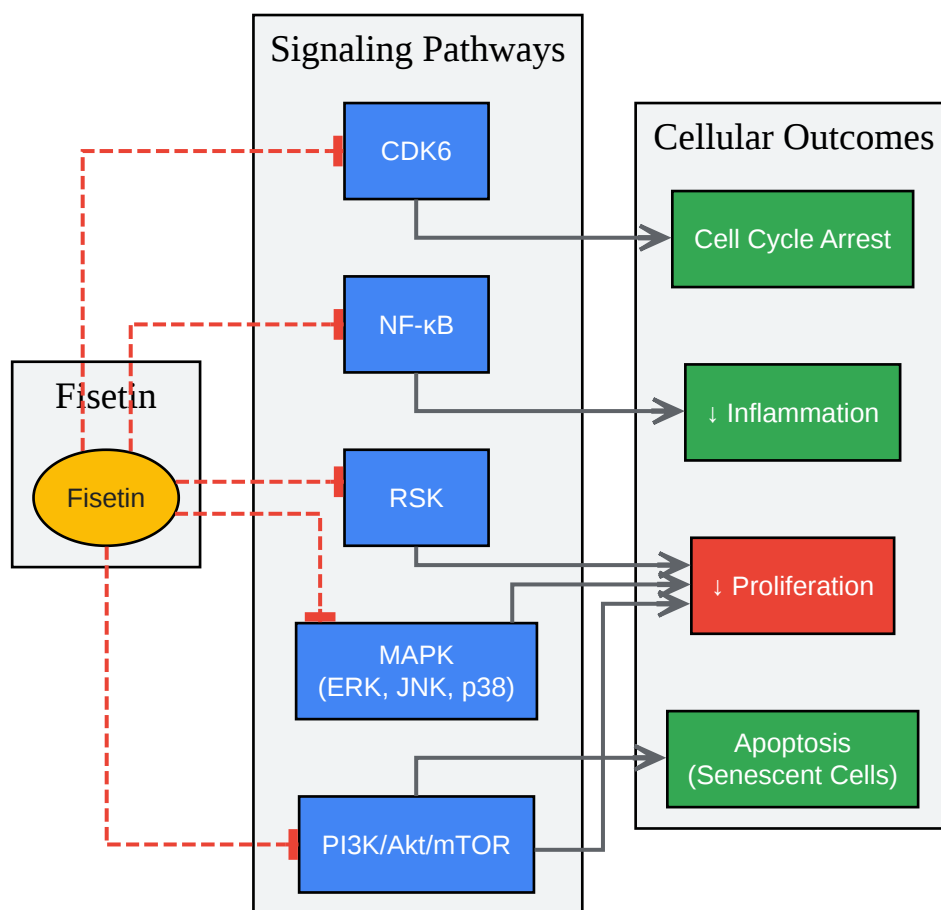 Signaling Pathways
CDK6
NF-κB
RSK
MAPK
(ERK, JNK, p38)
PI3K/Akt/mTOR
Fisetin
Fisetin
Cellular Outcomes
Cell Cycle Arrest
↓ Inflammation
↓ Proliferation
Apoptosis
(Senescent Cells)